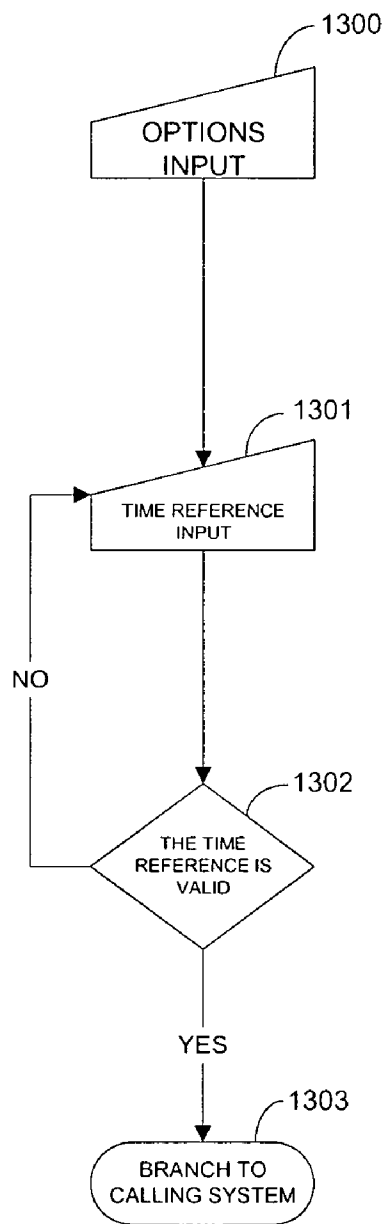 1300
OPTIONS
INPUT
1301
TIME REFERENCE
INPUT
NO
1302
THE TIME
REFERENCE IS
VALID
YES
1303
BRANCH TO
CALLING SYSTEM